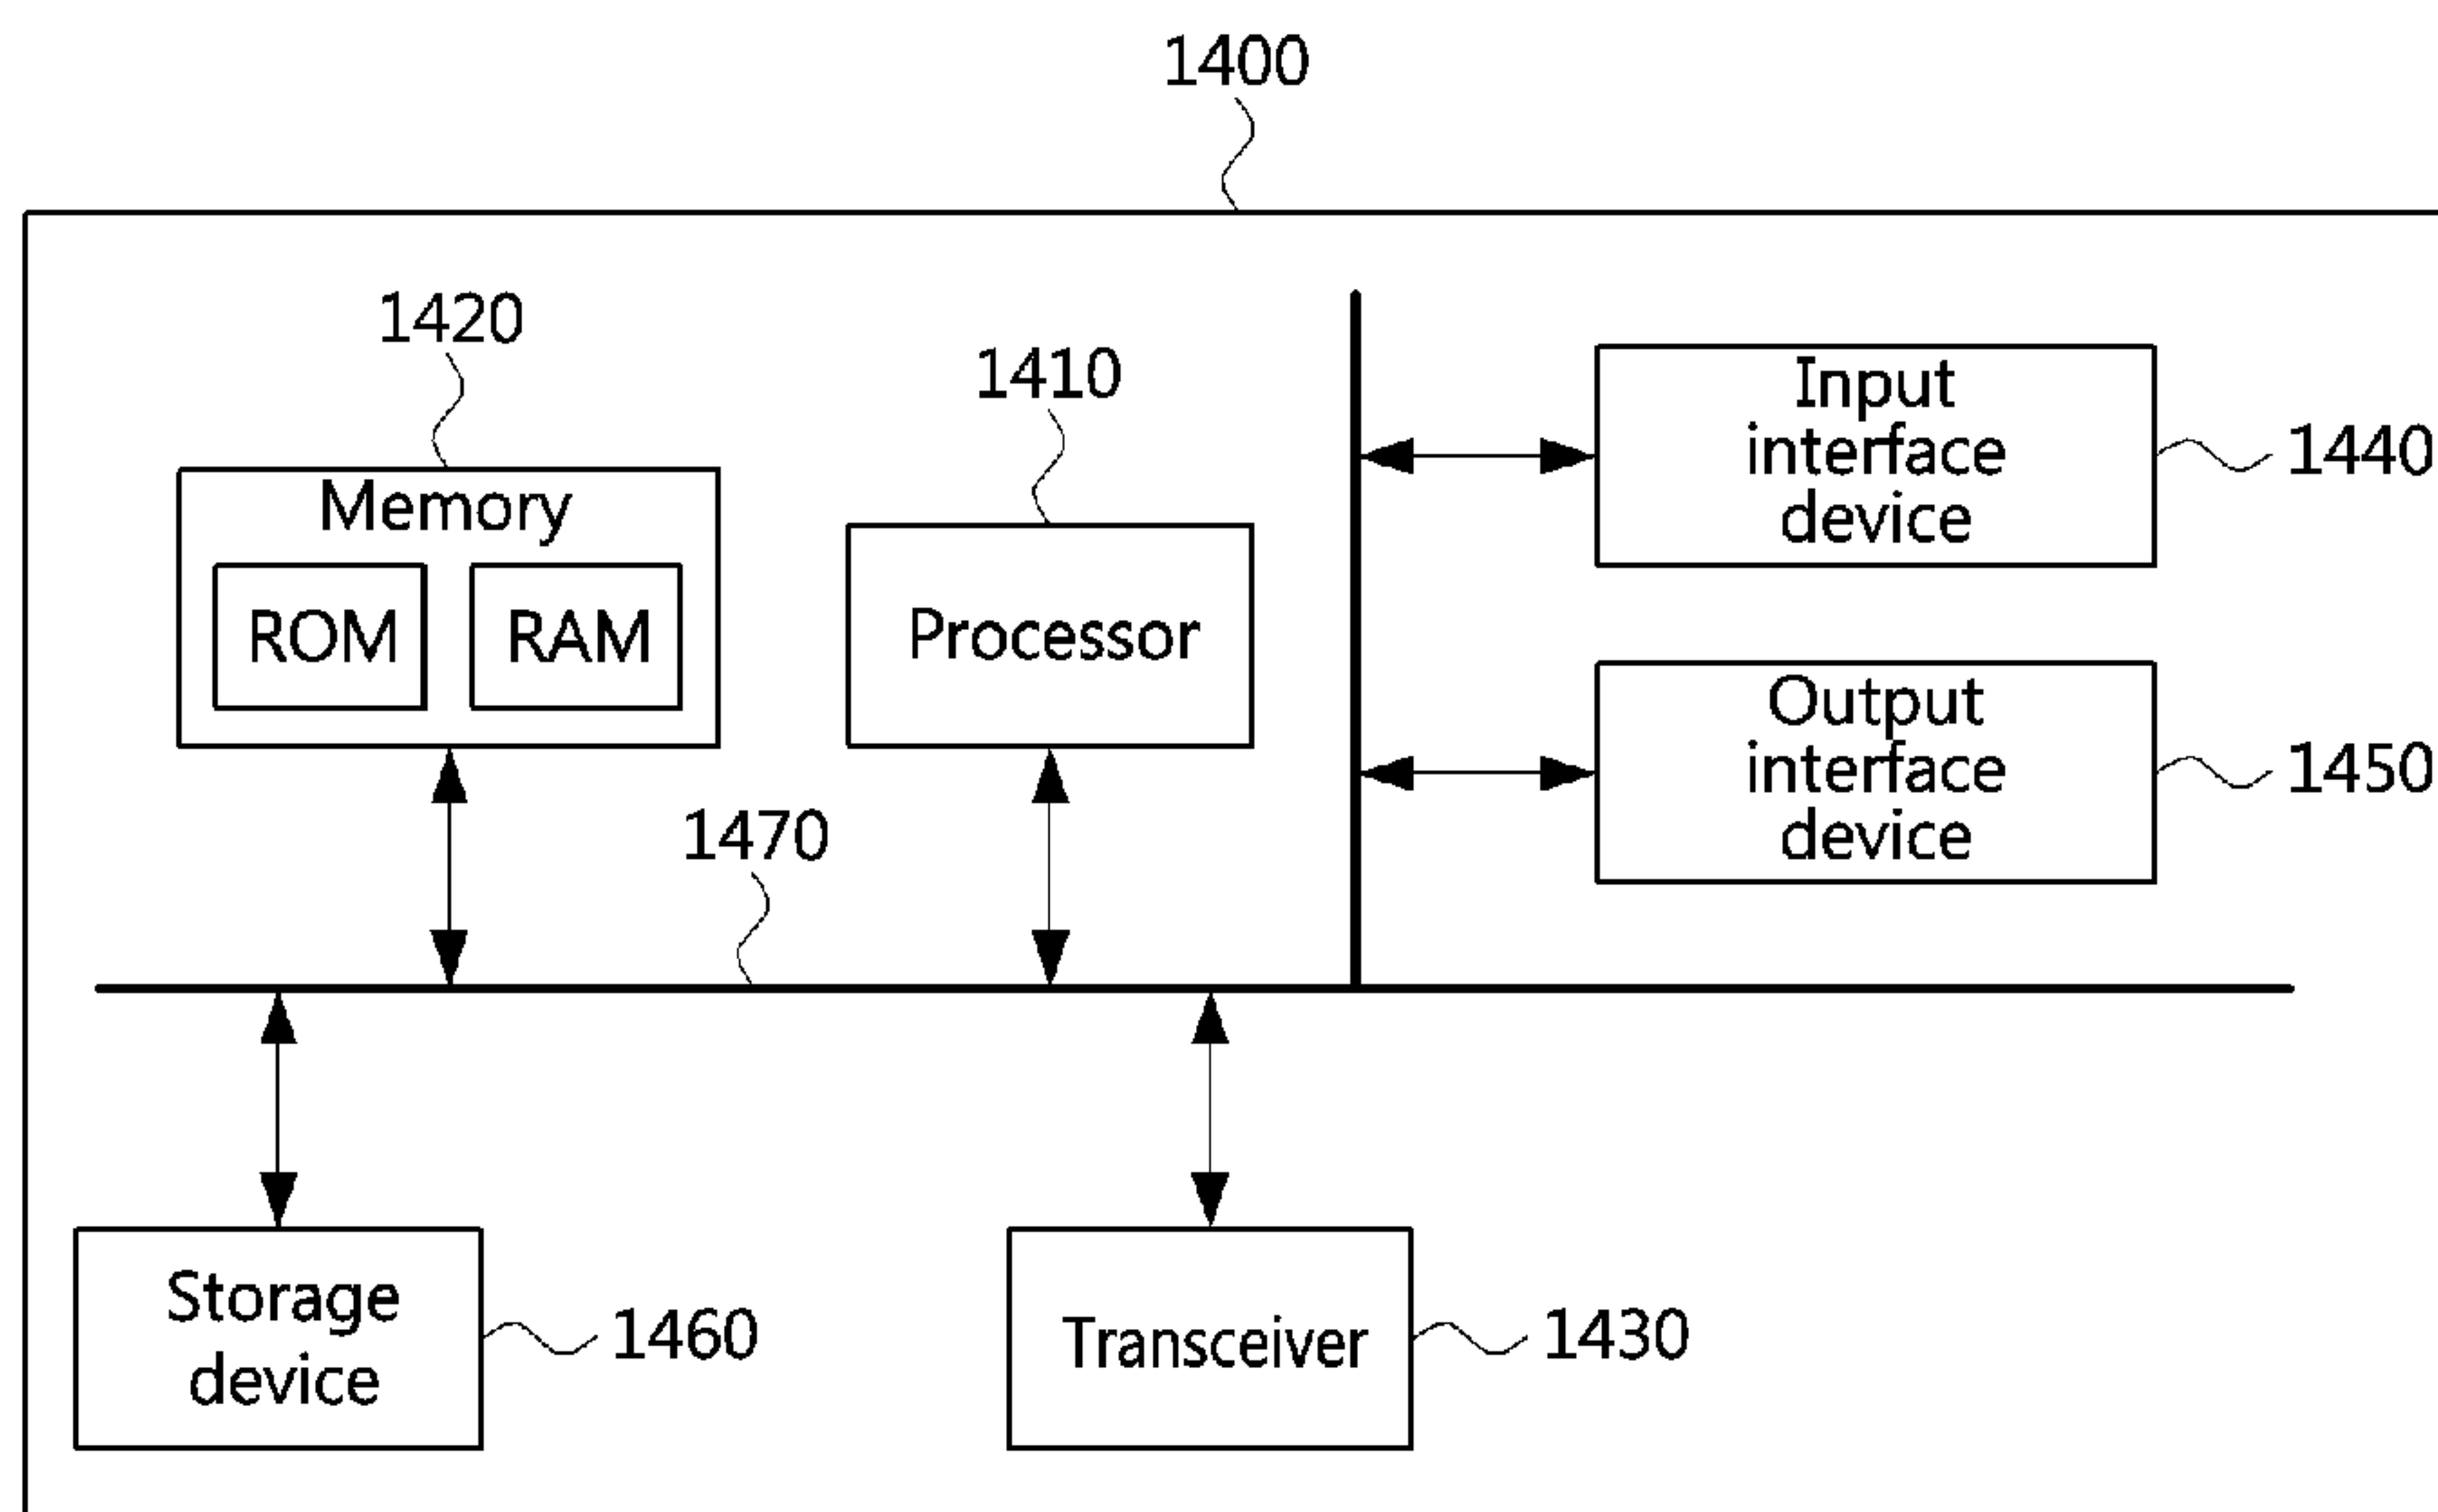 1400
1420
1410
Memory
ROM
RAM
Processor
Input
interface
device
1440
Output
interface
device
1450
1470
Storage
device
1460
Transceiver
1430